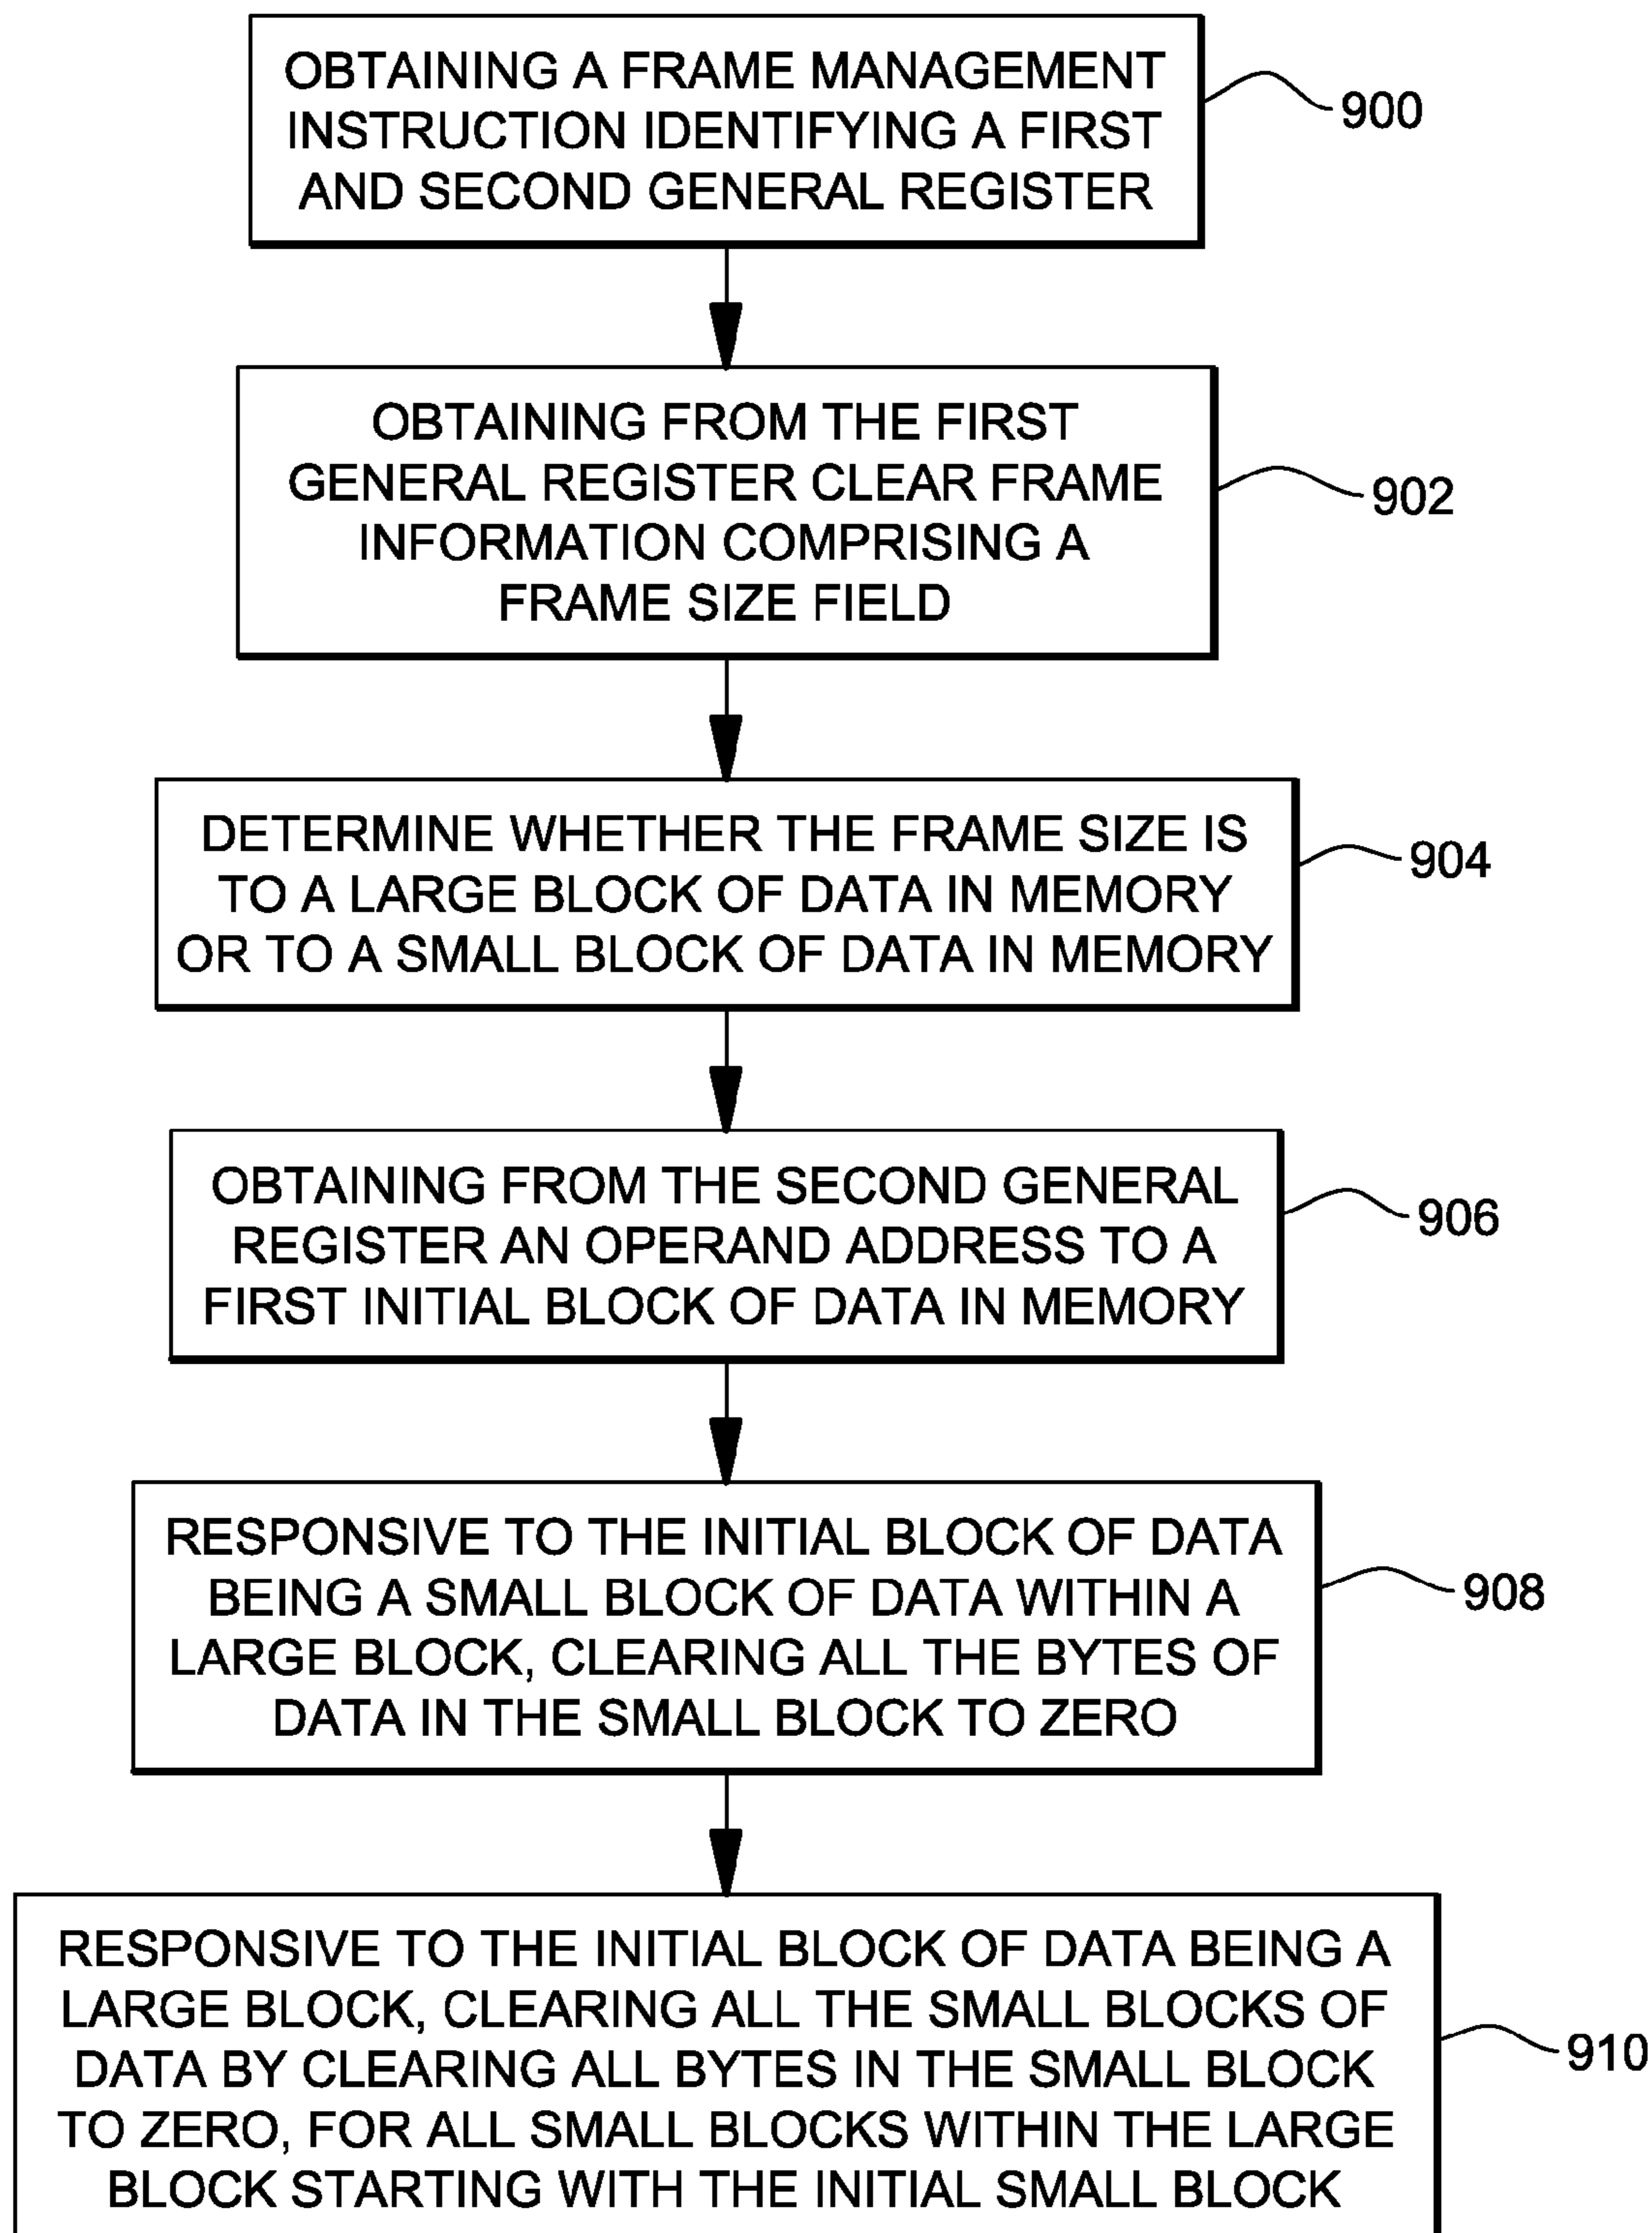 OBTAINING A FRAME MANAGEMENT
INSTRUCTION IDENTIFYING A FIRST
AND SECOND GENERAL REGISTER
900
OBTAINING FROM THE FIRST
GENERAL REGISTER CLEAR FRAME
INFORMATION COMPRISING A
FRAME SIZE FIELD
902
DETERMINE WHETHER THE FRAME SIZE IS
TO A LARGE BLOCK OF DATA IN MEMORY
OR TO A SMALL BLOCK OF DATA IN MEMORY
904
OBTAINING FROM THE SECOND GENERAL
REGISTER AN OPERAND ADDRESS TO A
FIRST INITIAL BLOCK OF DATA IN MEMORY
906
RESPONSIVE TO THE INITIAL BLOCK OF DATA
BEING A SMALL BLOCK OF DATA WITHIN A
LARGE BLOCK, CLEARING ALL THE BYTES OF
DATA IN THE SMALL BLOCK TO ZERO
908
RESPONSIVE TO THE INITIAL BLOCK OF DATA BEING A
LARGE BLOCK, CLEARING ALL THE SMALL BLOCKS OF
DATA BY CLEARING ALL BYTES IN THE SMALL BLOCK
TO ZERO, FOR ALL SMALL BLOCKS WITHIN THE LARGE
BLOCK STARTING WITH THE INITIAL SMALL BLOCK
910